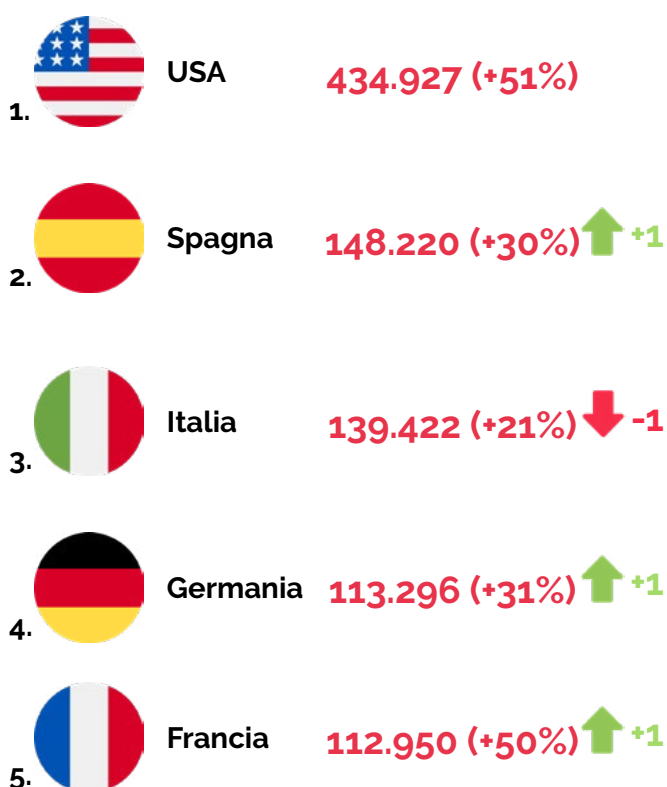 1. USA 434.927 (+51%)
2. Spagna 148.220 (+30%) +1
3. Italia 139.422 (+21%) -1
4. Germania 113.296 (+31%) +1
5. Francia 112.950 (+50%) +1